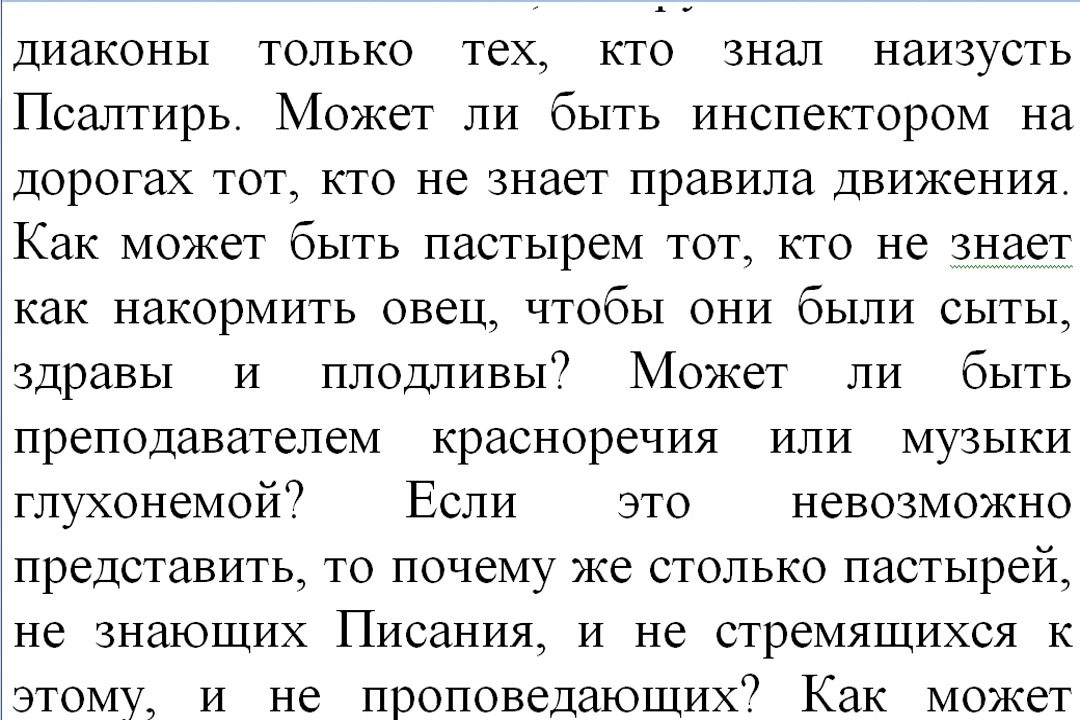 диаконы только тех, кто знал наизусть
Псалтирь. Может ли быть инспектором на
дорогах тот, кто не знает правила движения.
Как может быть пастырем тот, кто не знает
как накормить овец, чтобы они были сыты,
здравы и плодливы? Может ли быть
преподавателем красноречия или музыки
глухонемой? Если это невозможно
представить, то почему же столько пастырей,
не знающих Писания, и не стремящихся к
этому, и не проповедающих? Как может